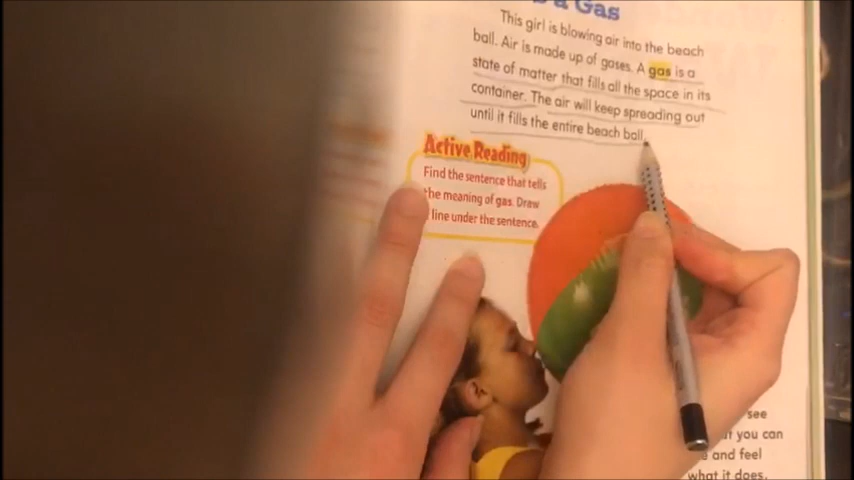 a Gas
This girl is blowing air into the beach
ball. Air is made up of gases. A gas is a
state of matter that fills all the space in its
container. The air will keep spreading out
until it fills the entire beach ball.
Active Reading
Find the sentence that tells
the meaning of gas. Draw
line under the sentence.
see
you can
and feel
what it does.